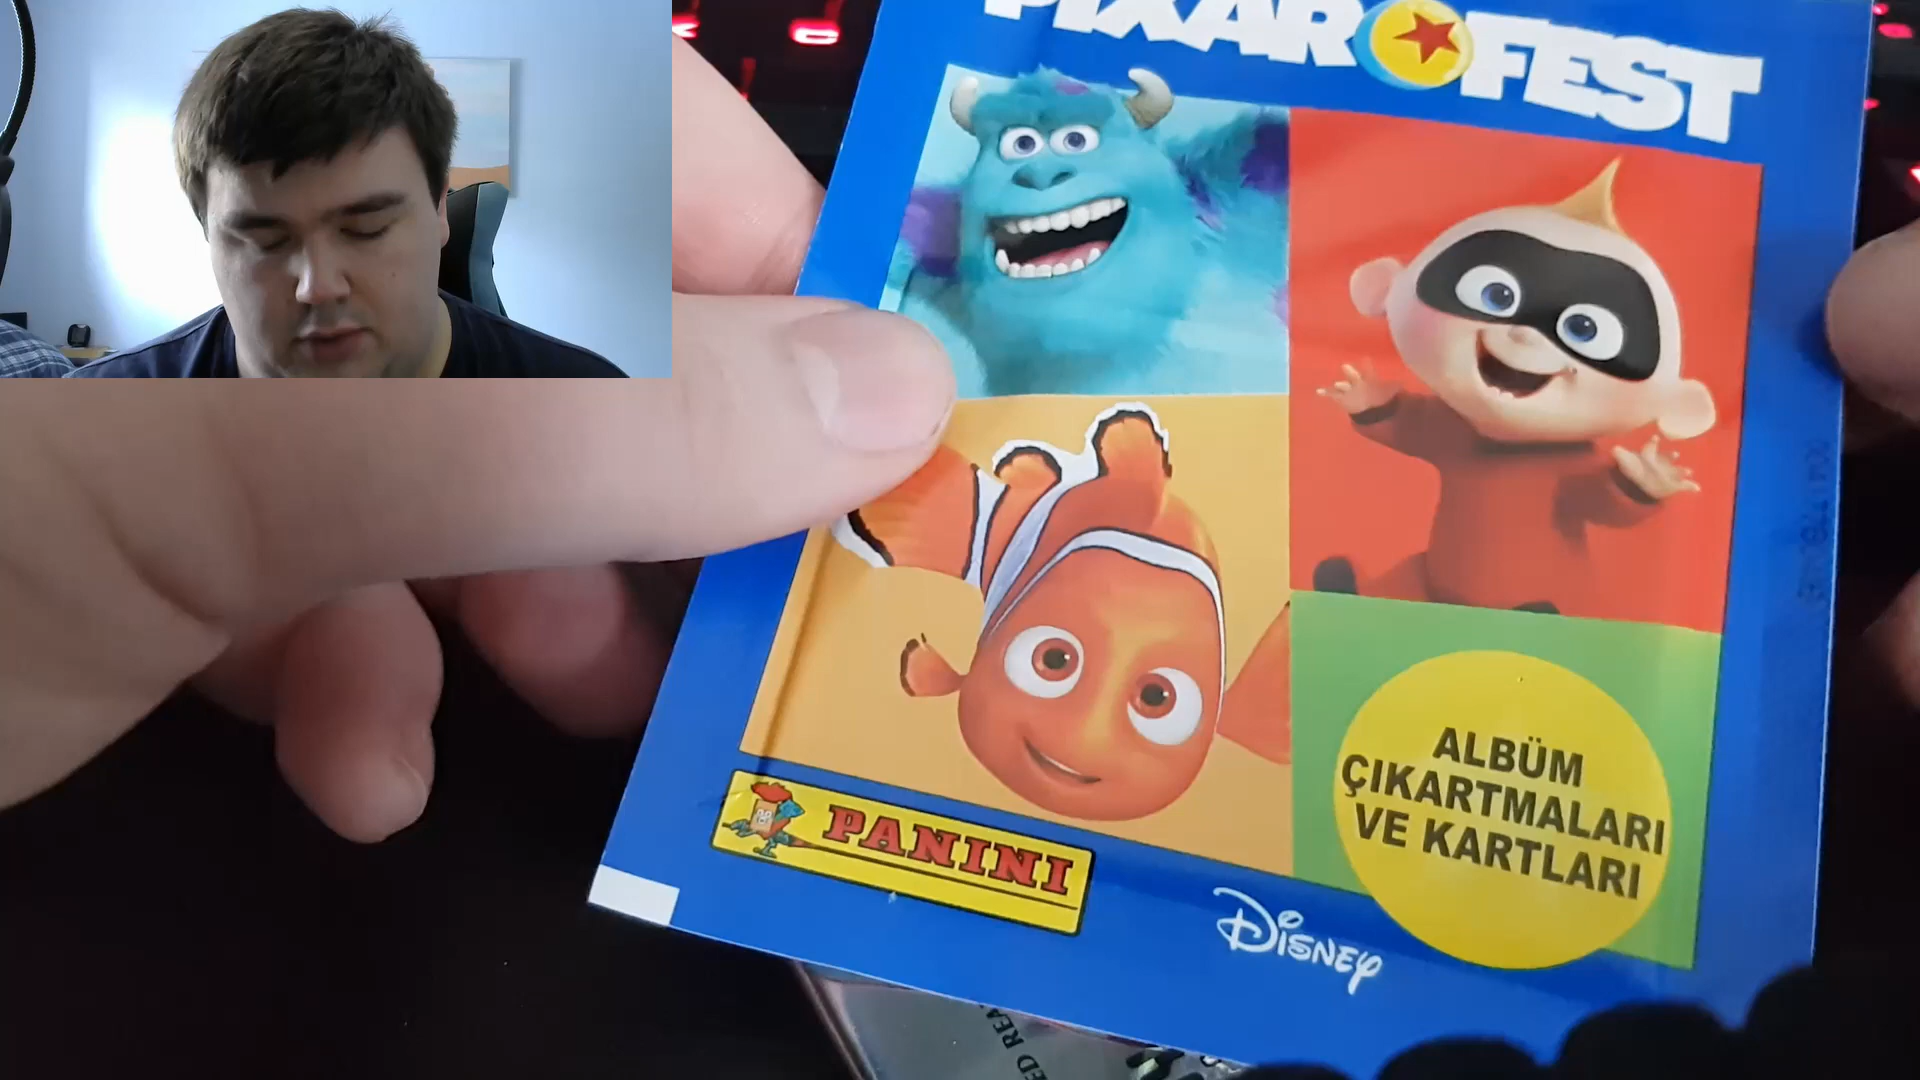 PIXAR FEST
ALBÜM
ÇIKARTMALARI
VE KARTLARI
PANINI
Disney